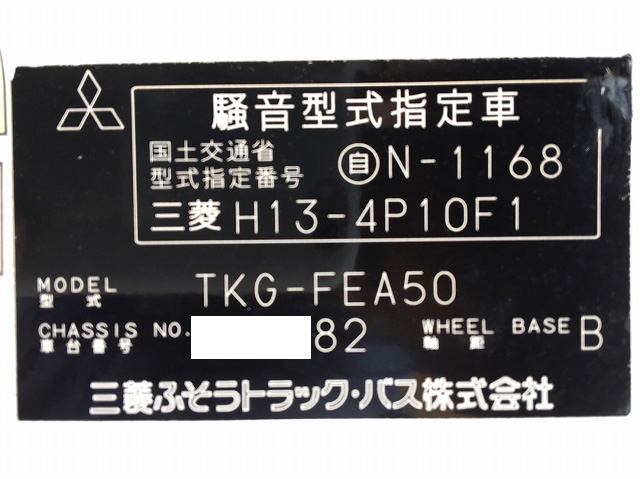 騒音型式指定車
国土交通省
型式指定番号 自N-1168
三菱 H13-4P10F1
MODEL
型式 TKG-FEA50
CHASSIS NO. 82 WHEEL BASE B
車台番号 軸距
三菱ふそうトラック・バス株式会社